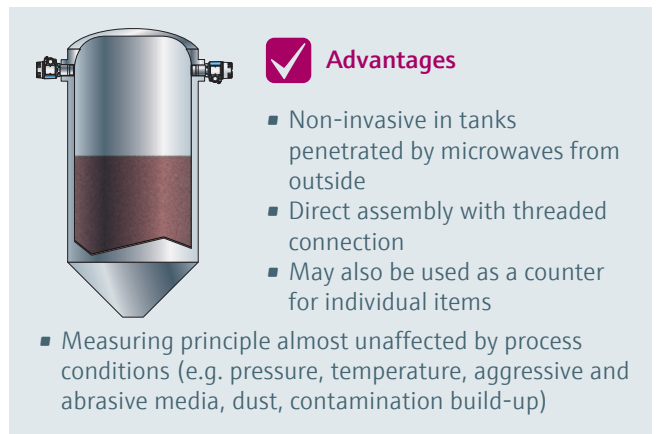 Advantages
▪ Non-invasive in tanks
penetrated by microwaves from
outside
▪ Direct assembly with threaded
connection
▪ May also be used as a counter
for individual items
▪ Measuring principle almost unaffected by process
conditions (e.g. pressure, temperature, aggressive and
abrasive media, dust, contamination build-up)